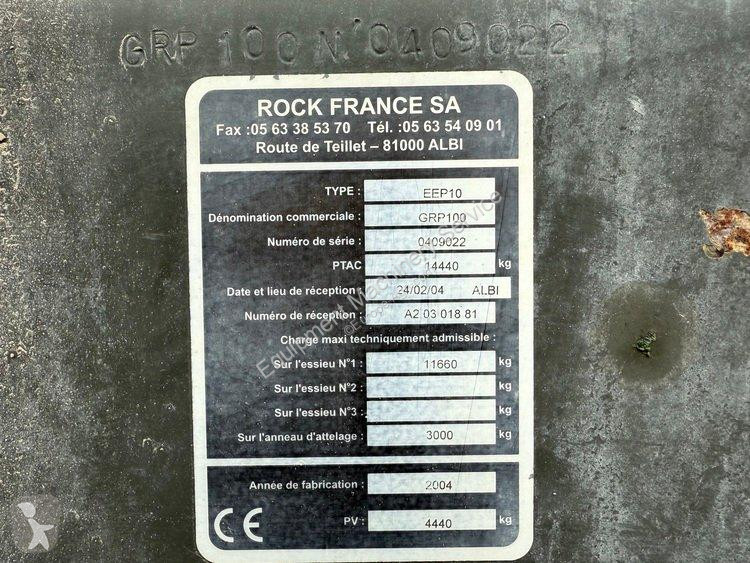 GRP 100 N. 0409022
ROCK FRANCE SA
Fax :05 63 38 53 70 Tél. :05 63 54 09 01
Route de Teillet – 81000 ALBI
TYPE : EEP10
Dénomination commerciale : GRP100
Numéro de série : 0409022
PTAC 14440 kg
Date et lieu de réception : 24/02/04 ALBI
Numéro de réception : A2 03 018 81
Charge maxi techniquement admissible :
Sur l'essieu N°1 : 11660 kg
Sur l'essieu N°2 : kg
Sur l'essieu N°3 : kg
Sur l'anneau d'attelage : 3000 kg
Année de fabrication : 2004
CE PV : 4440 kg
Equipment Machinery Service